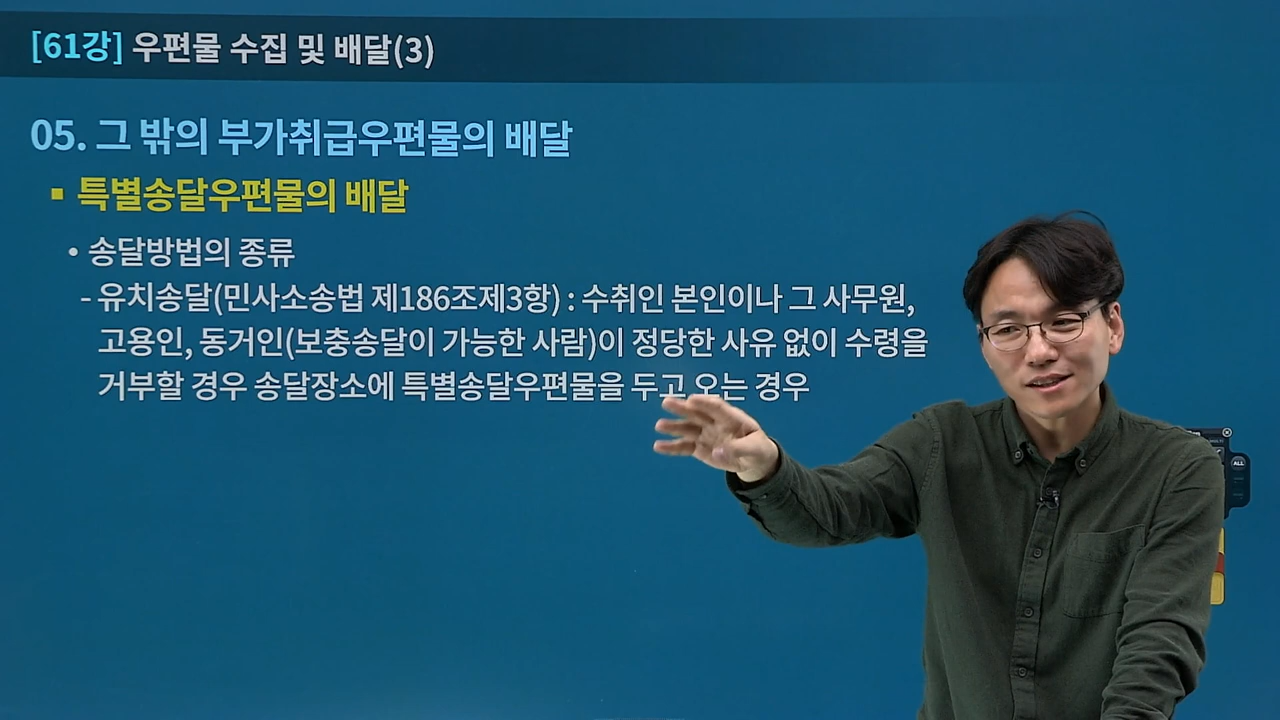 [61강] 우편물 수집 및 배달(3)
05. 그 밖의 부가취급우편물의 배달
▪ 특별송달우편물의 배달
• 송달방법의 종류
- 유치송달(민사소송법 제186조제3항) : 수취인 본인이나 그 사무원,
고용인, 동거인(보충송달이 가능한 사람)이 정당한 사유 없이 수령을
거부할 경우 송달장소에 특별송달우편물을 두고 오는 경우
ALL